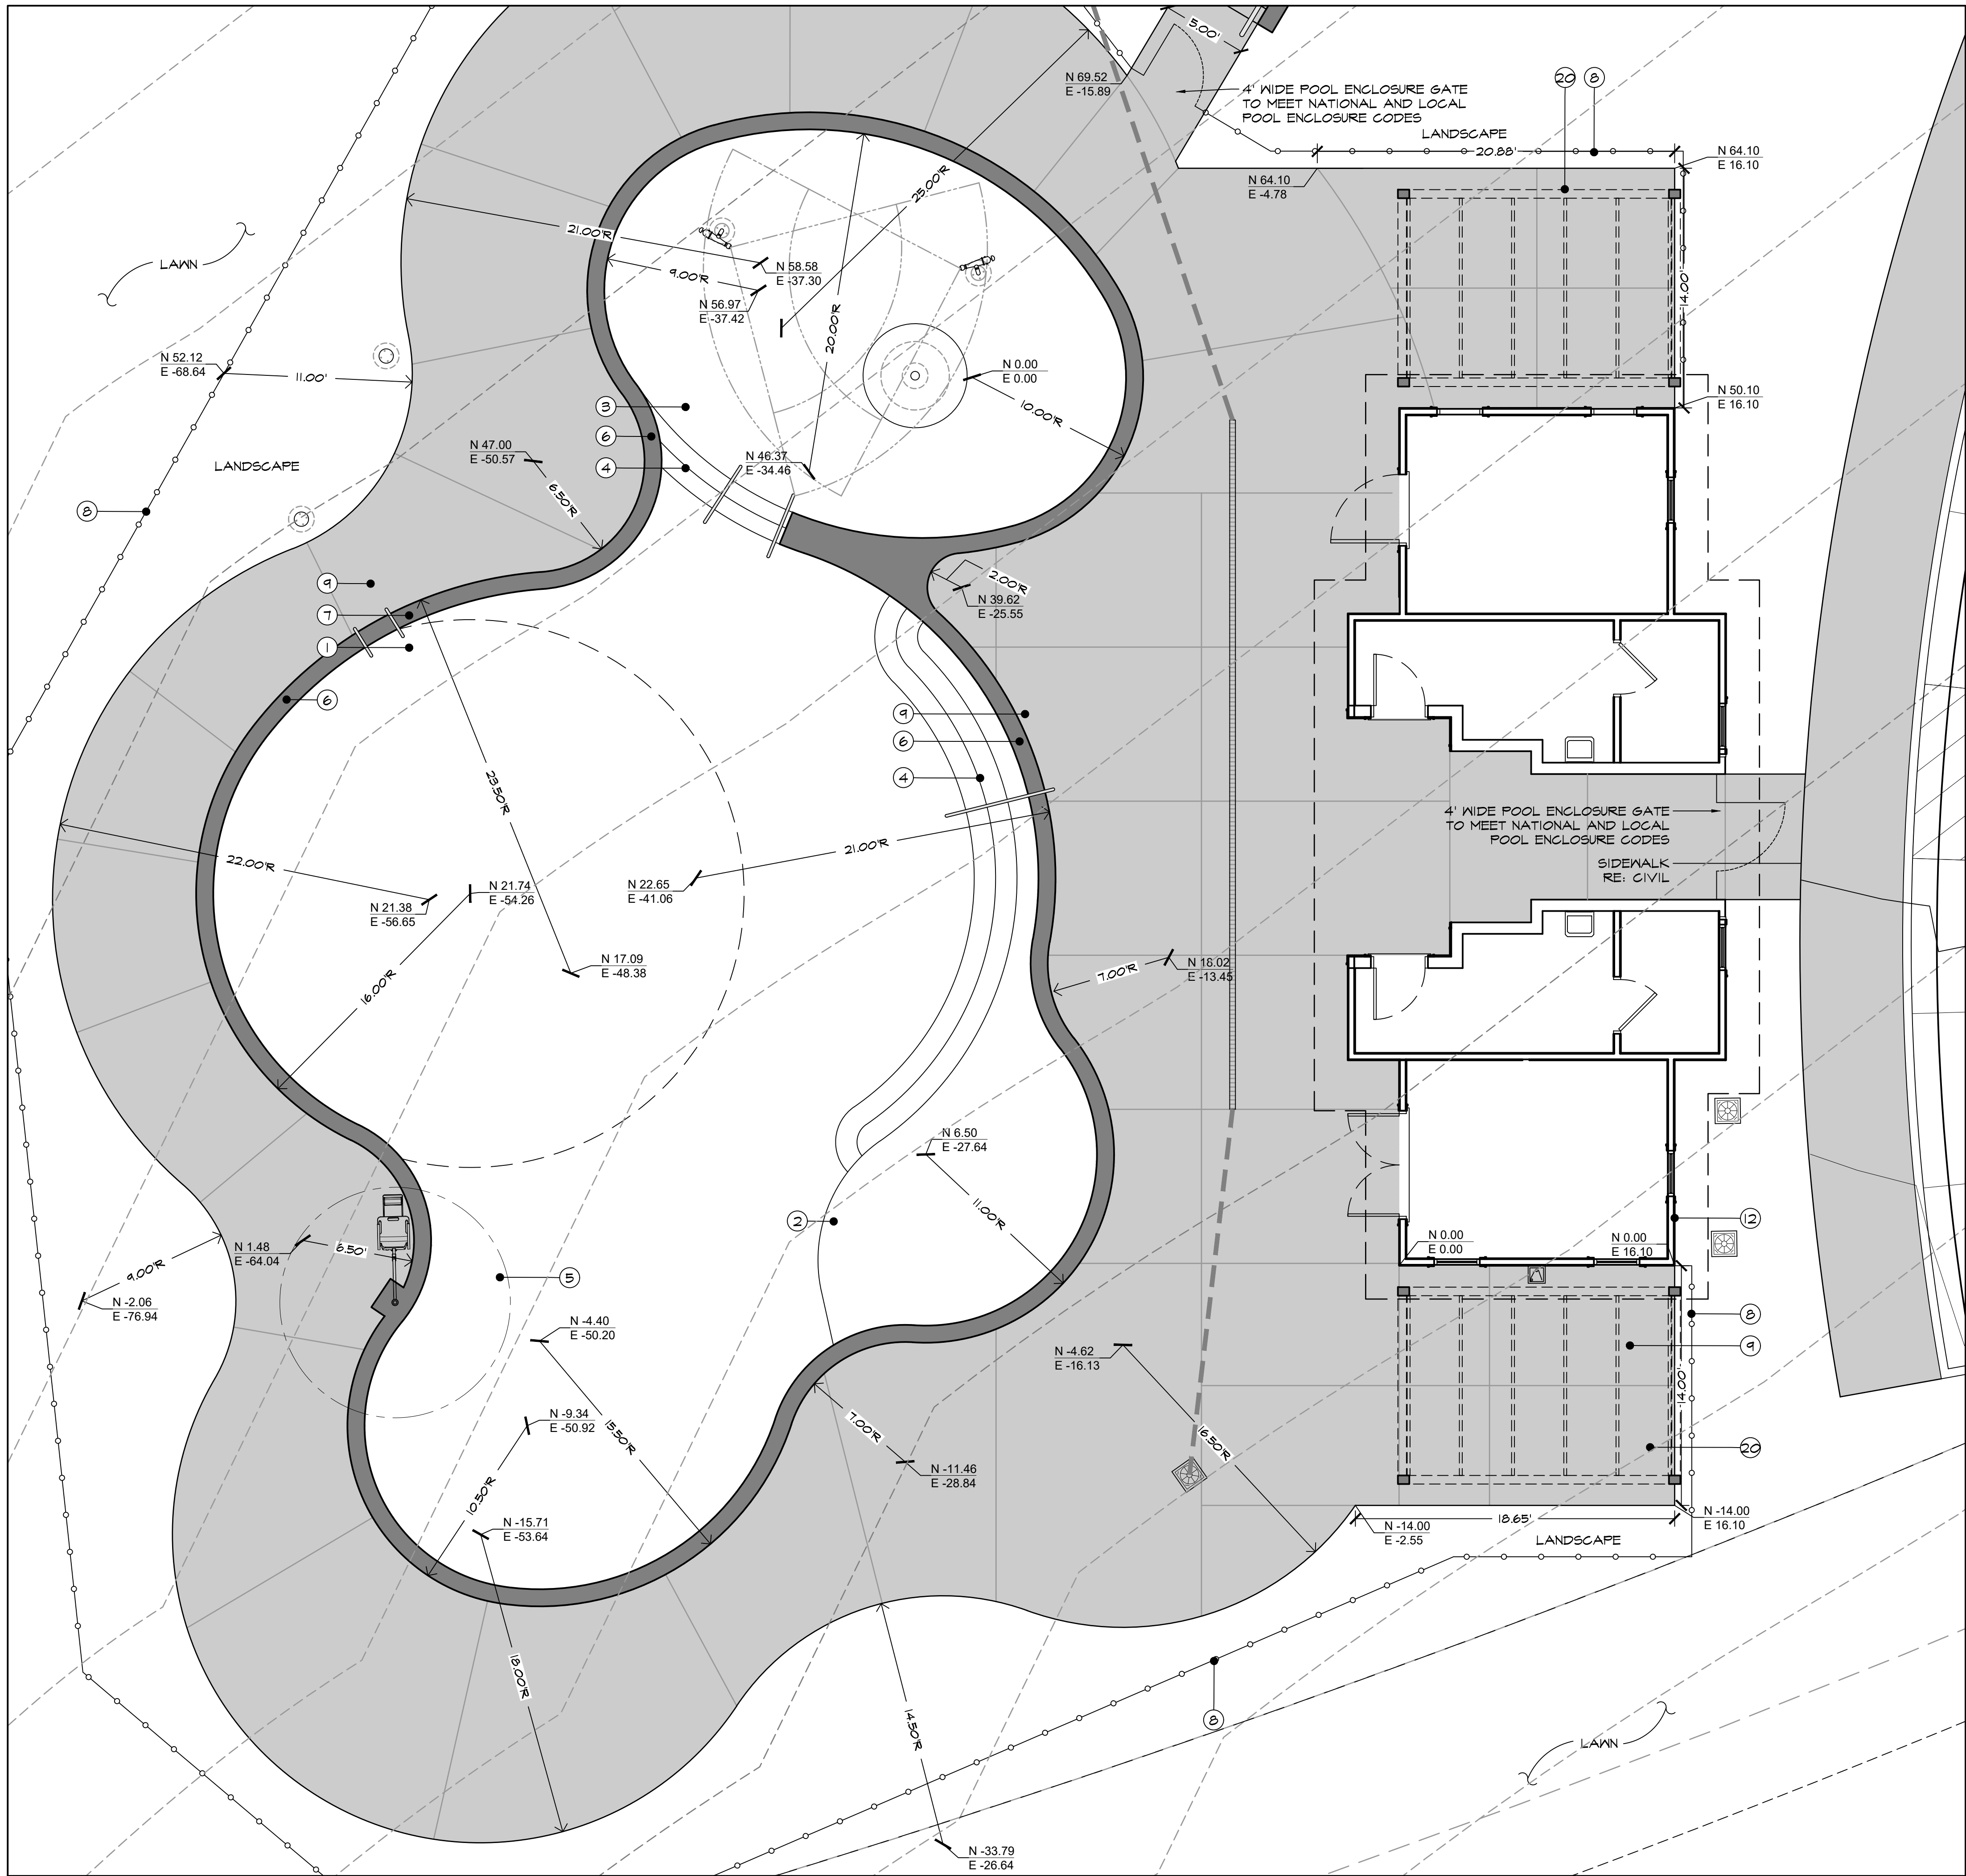 5.00'
N 69.52
E -15.89
4' WIDE POOL ENCLOSURE GATE
TO MEET NATIONAL AND LOCAL
POOL ENCLOSURE CODES
20
8
LANDSCAPE
20.88'
N 64.10
E 16.10
N 64.10
E -4.78
25.00'R
21.00'R
LAWN
N 58.58
E -37.30
9.00'R
N 56.97
E -37.42
14.00'
20.00'R
N 52.12
E -68.64
11.00'
N 0.00
E 0.00
N 50.10
E 16.10
3
10.00'R
6
N 47.00
E -50.57
N 46.37
E -34.46
4
LANDSCAPE
6.50'R
8
9
2.00'R
N 39.62
E -25.55
7
1
6
9
6
4
23.50'R
4' WIDE POOL ENCLOSURE GATE
TO MEET NATIONAL AND LOCAL
POOL ENCLOSURE CODES
SIDEWALK
RE: CIVIL
21.00'R
22.00'R
N 21.74
E -54.26
N 22.65
E -41.06
N 21.38
E -56.65
N 17.09
E -48.38
N 18.02
E -13.45
7.00'R
16.00'R
N 6.50
E -27.64
2
11.00'R
12
N 1.48
E -64.04
6.50'
N 0.00
E 0.00
N 0.00
E 16.10
9.00'R
5
N -2.06
E -76.94
8
N -4.40
E -50.20
N -4.62
E -16.13
9
14.00'
N -9.34
E -50.92
15.50'R
7.00'R
16.50'R
20
N -11.46
E -28.84
10.50'R
N -15.71
E -53.64
18.65'
N -14.00
E -2.55
N -14.00
E 16.10
LANDSCAPE
18.00'R
14.50'R
8
LAWN
N -33.79
E -26.64